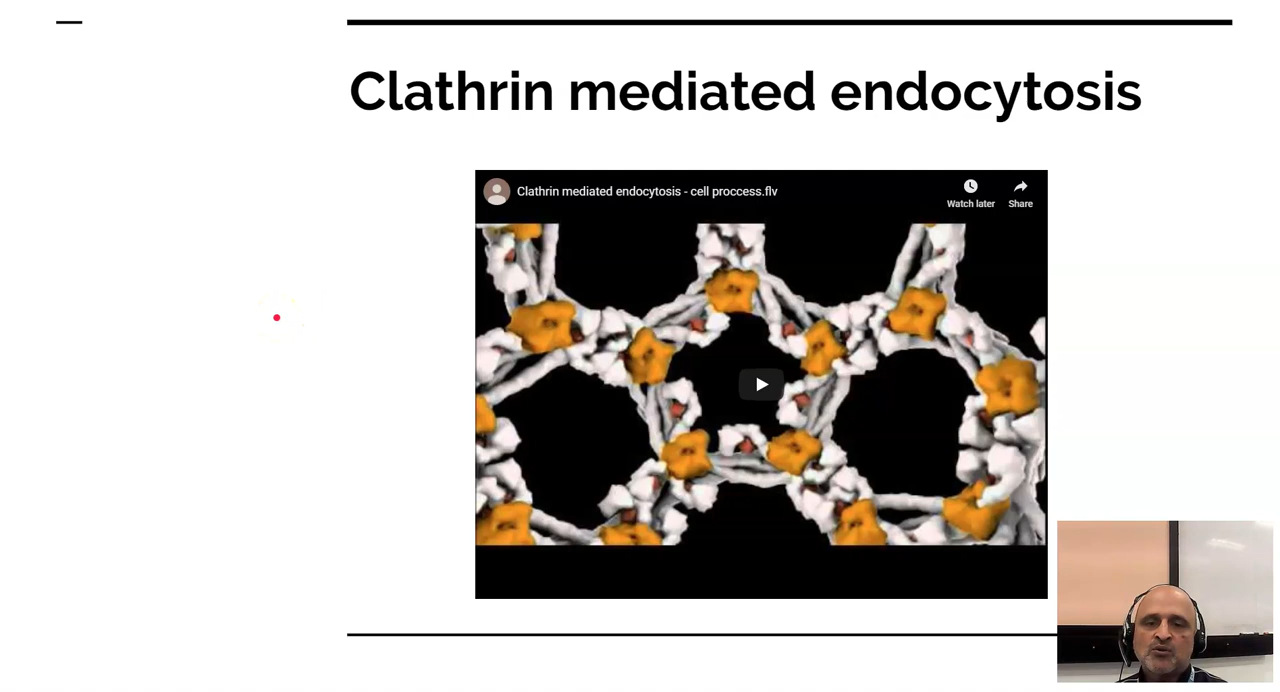 Clathrin mediated endocytosis
Clathrin mediated endocytosis - cell proccess.flv
Watch later
Share